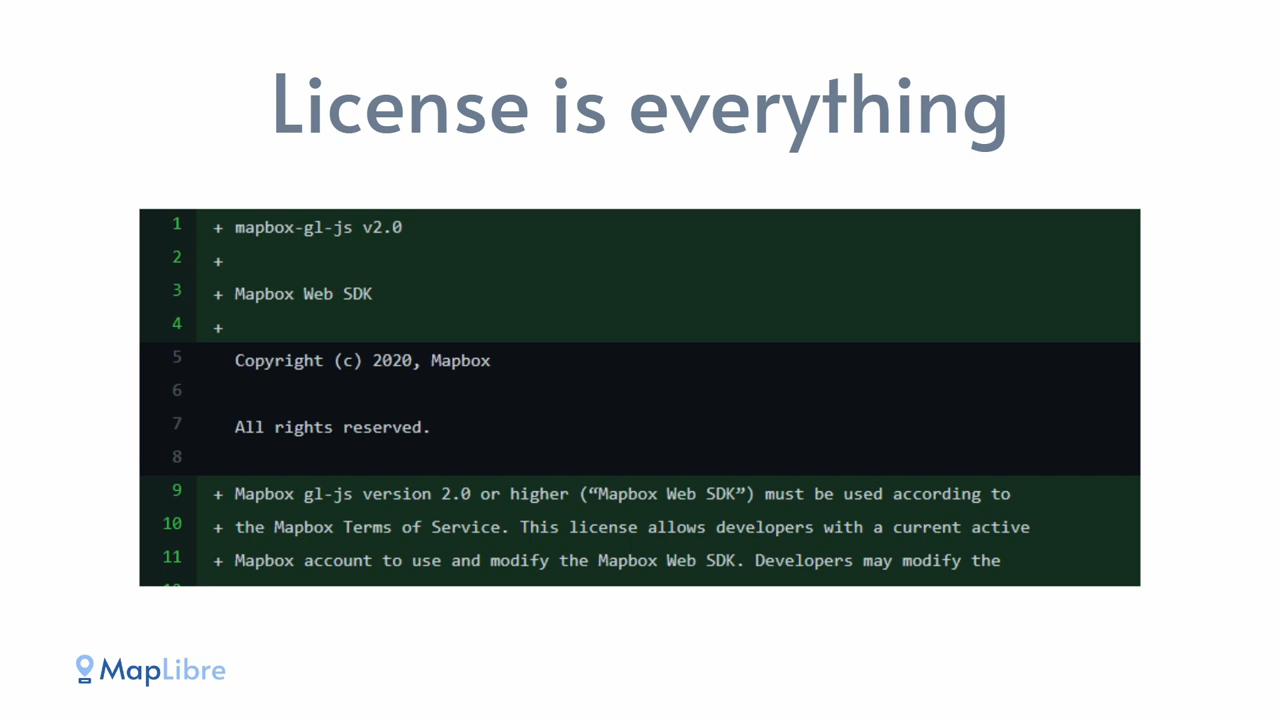 License is everything
1 + mapbox-gl-js v2.0
2 +
3 + Mapbox Web SDK
4 +
5 Copyright (c) 2020, Mapbox
6
7 All rights reserved.
8
9 + Mapbox gl-js version 2.0 or higher (“Mapbox Web SDK”) must be used according to
10 + the Mapbox Terms of Service. This license allows developers with a current active
11 + Mapbox account to use and modify the Mapbox Web SDK. Developers may modify the
MapLibre